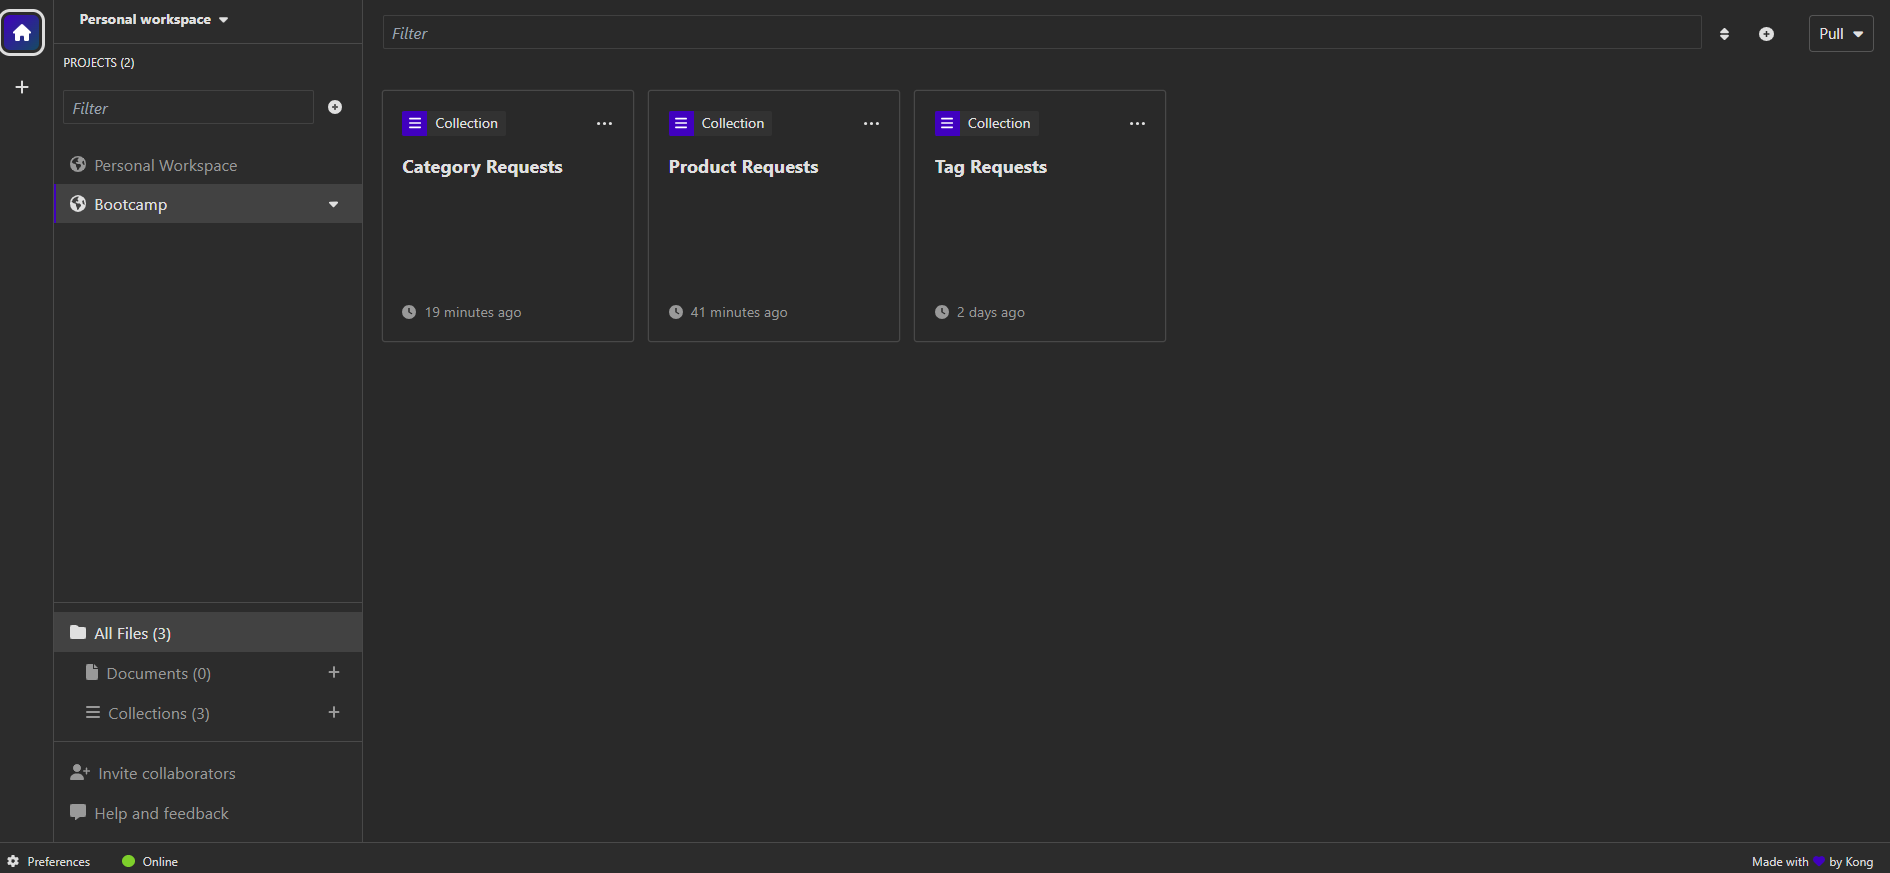 Personal workspace
PROJECTS (2)
Filter
Personal Workspace
Bootcamp
All Files (3)
Documents (0)
Collections (3)
Invite collaborators
Help and feedback
Filter
Pull
Collection
Category Requests
19 minutes ago
Collection
Product Requests
41 minutes ago
Collection
Tag Requests
2 days ago
Preferences
Online
Made with by Kong